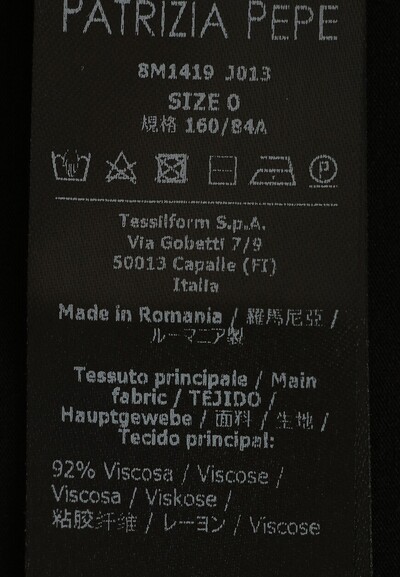 PATRIZIA PEPE
8M1419 J013
SIZE 0
規格 160/84A
P
Tessilform S.p.A.
Via Gobetti 7/9
50013 Capalle (FI)
Italia
Made in Romania / 羅馬尼亞 /
ルーマニア製
Tessuto principale / Main
fabric / TEJIDO /
Hauptgewebe / 面料 / 生地 /
Tecido principal:
92% Viscosa / Viscose /
Viscosa / Viskose /
粘胶纤维 / レーヨン / Viscose